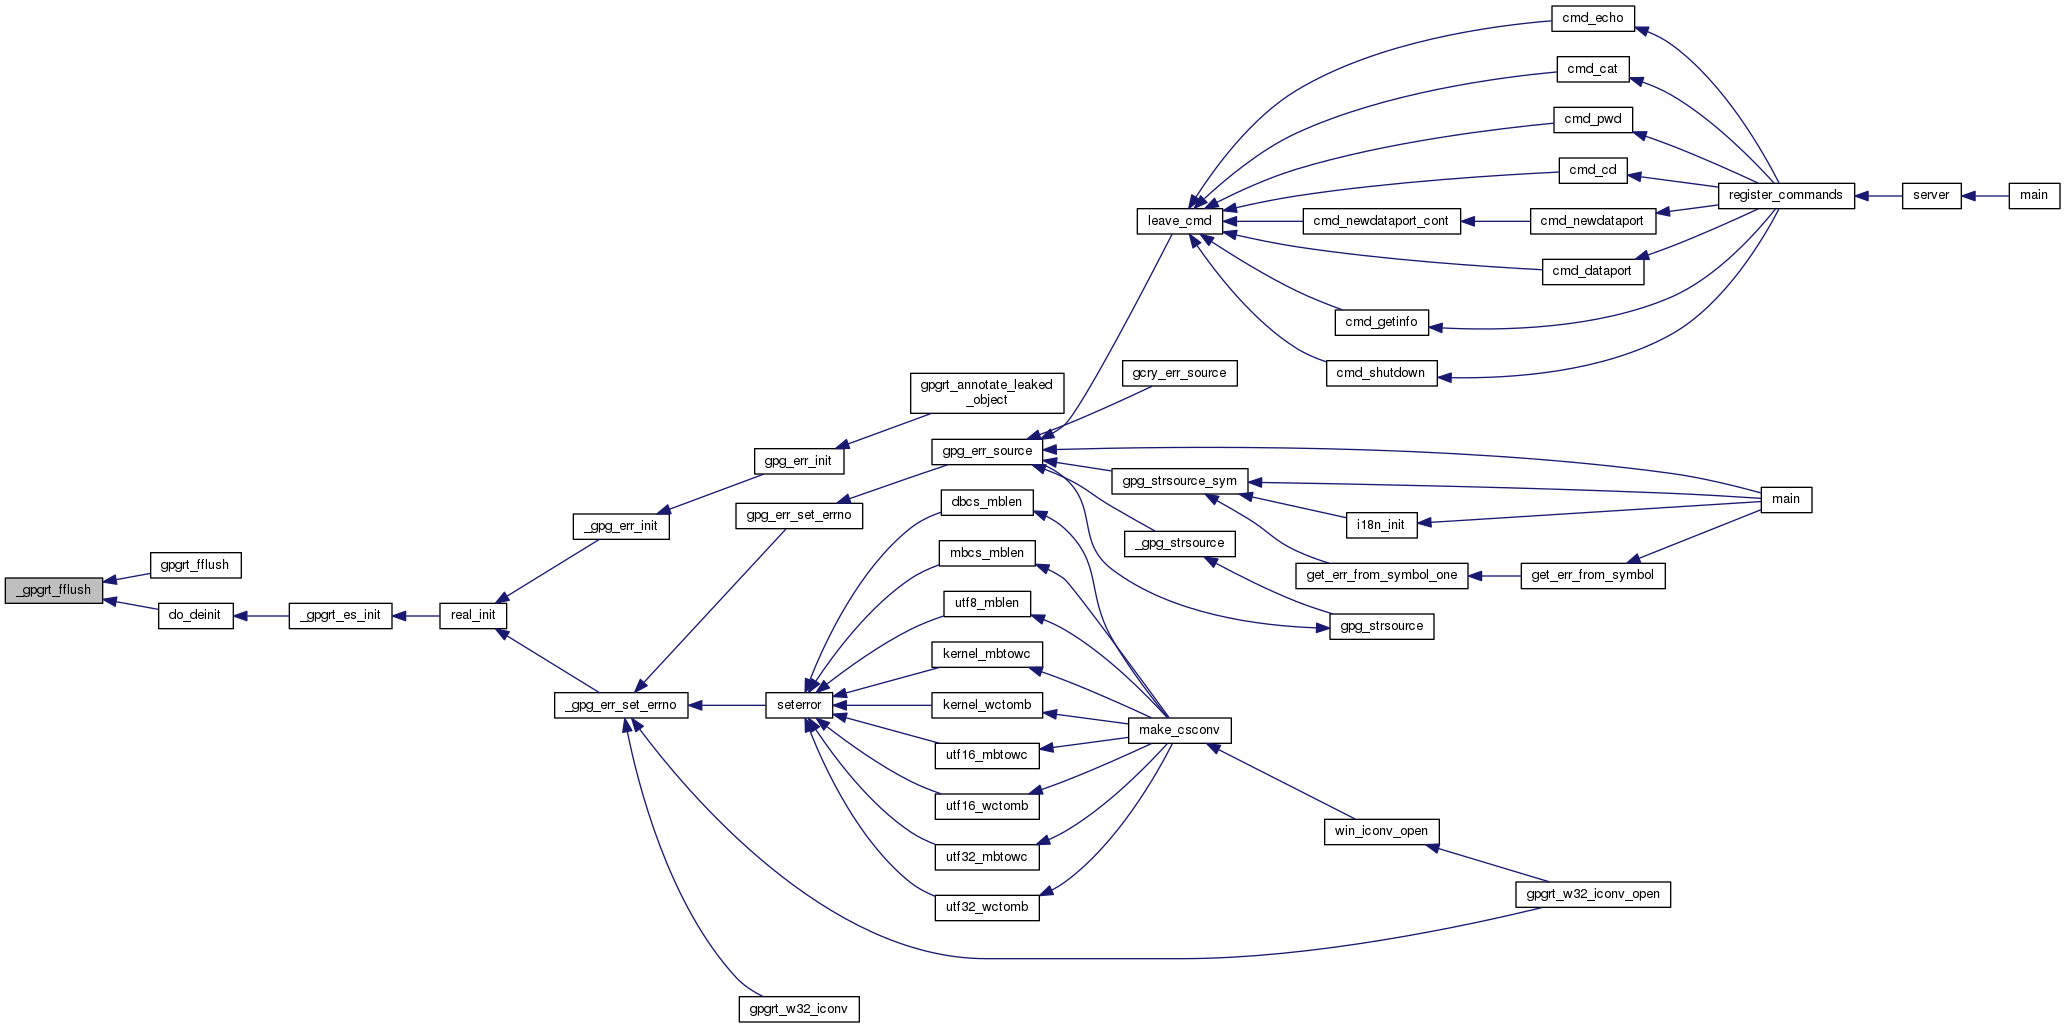 cmd_echo
cmd_cat
cmd_pwd
cmd_cd
register_commands
server
main
leave_cmd
cmd_newdataport_cont
cmd_newdataport
cmd_dataport
cmd_getinfo
cmd_shutdown
gcry_err_source
gpgrt_annotate_leaked
_object
gpg_err_init
gpg_err_source
gpg_strsource_sym
main
dbcs_mblen
gpg_err_set_errno
_gpg_err_init
i18n_init
_gpg_strsource
mbcs_mblen
gpgrt_fflush
get_err_from_symbol_one
get_err_from_symbol
_gpgrt_fflush
utf8_mblen
do_deinit
_gpgrt_es_init
real_init
gpg_strsource
kernel_mbtowc
_gpg_err_set_errno
seterror
kernel_wctomb
make_csconv
utf16_mbtowc
utf16_wctomb
win_iconv_open
utf32_mbtowc
gpgrt_w32_iconv_open
utf32_wctomb
gpgrt_w32_iconv